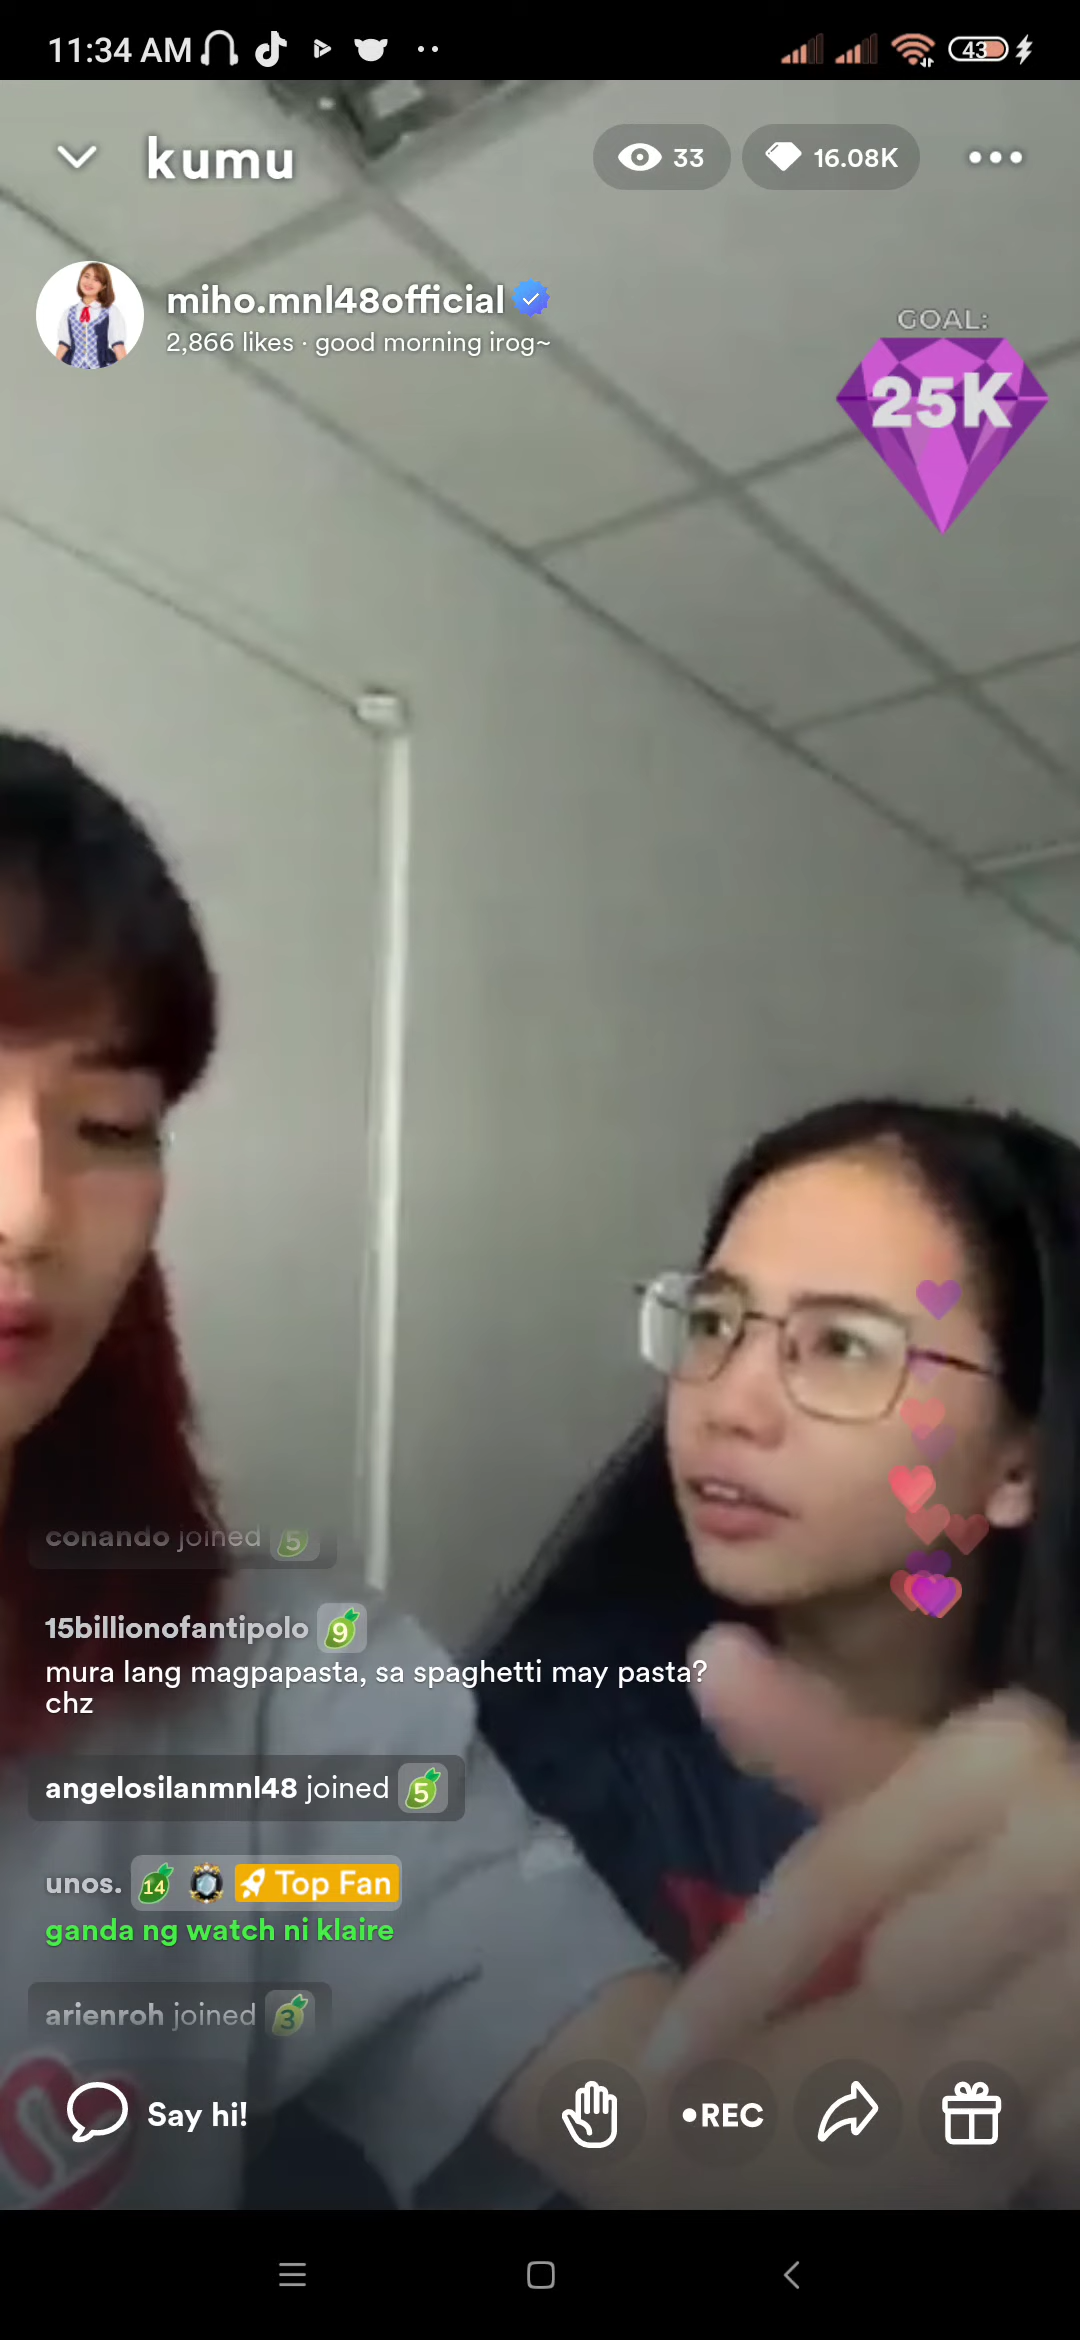 11:34 AM
43
kumu
33
16.08K
miho.mnl48official
2,866 likes · good morning irog~
GOAL:
25K
conando joined 5
15billionofantipolo 9
mura lang magpapasta, sa spaghetti may pasta?
chz
angelosilanmnl48 joined 5
unos. 14 Top Fan
ganda ng watch ni klaire
arienroh joined 3
Say hi!
•REC